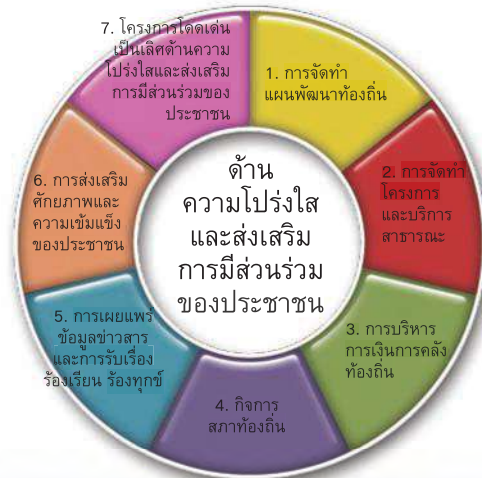 ด้าน
ความโปร่งใส
และส่งเสริม
การมีส่วนร่วม
ของประชาชน
1. การจัดทำ
แผนพัฒนาท้องถิ่น
2. การจัดทำ
โครงการ
และบริการ
สาธารณะ
3. การบริหาร
การเงินการคลัง
ท้องถิ่น
4. กิจการ
สภาท้องถิ่น
5. การเผยแพร่
ข้อมูลข่าวสาร
และการรับเรื่อง
ร้องเรียน ร้องทุกข์
6. การส่งเสริม
ศักยภาพและ
ความเข้มแข็ง
ของประชาชน
7. โครงการโดดเด่น
เป็นเลิศด้านความ
โปร่งใสและส่งเสริม
การมีส่วนร่วมของ
ประชาชน